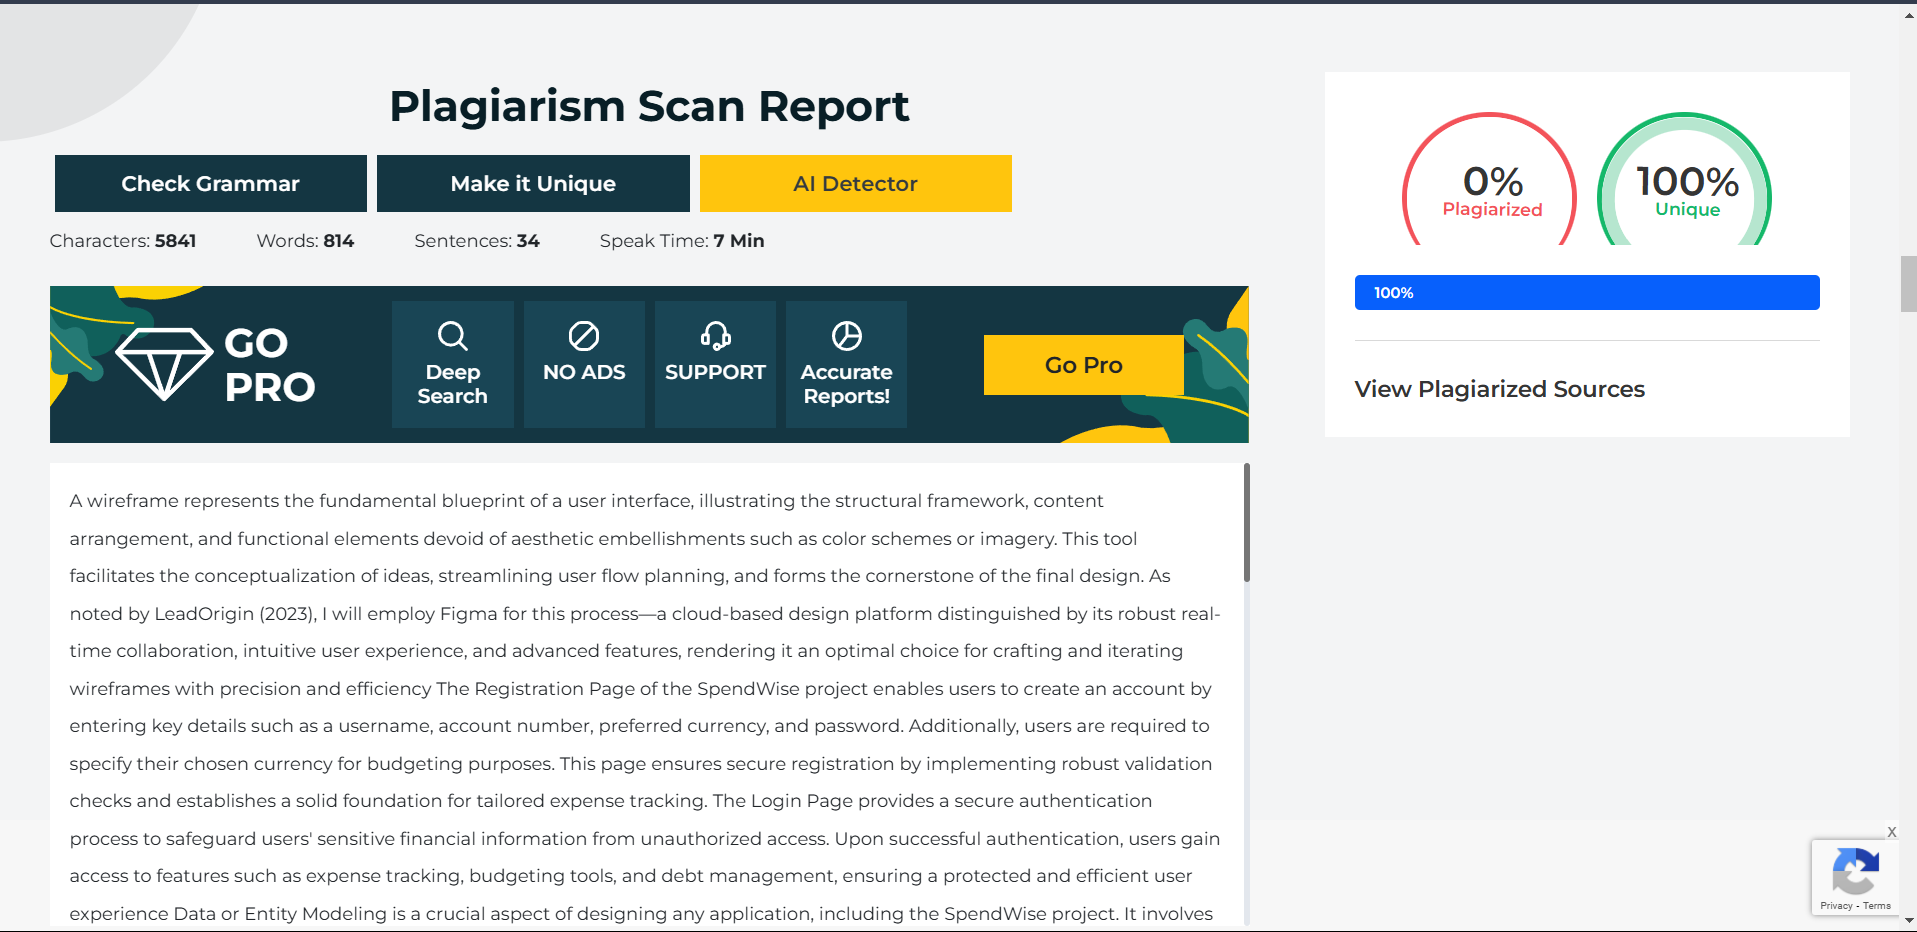 Plagiarism Scan Report
Check Grammar
Make it Unique
AI Detector
Characters: 5841 Words: 814 Sentences: 34 Speak Time: 7 Min
GO
PRO
Deep
Search
NO ADS
SUPPORT
Accurate
Reports!
Go Pro
A wireframe represents the fundamental blueprint of a user interface, illustrating the structural framework, content
arrangement, and functional elements devoid of aesthetic embellishments such as color schemes or imagery. This tool
facilitates the conceptualization of ideas, streamlining user flow planning, and forms the cornerstone of the final design. As
noted by LeadOrigin (2023), I will employ Figma for this process—a cloud-based design platform distinguished by its robust real-
time collaboration, intuitive user experience, and advanced features, rendering it an optimal choice for crafting and iterating
wireframes with precision and efficiency The Registration Page of the SpendWise project enables users to create an account by
entering key details such as a username, account number, preferred currency, and password. Additionally, users are required to
specify their chosen currency for budgeting purposes. This page ensures secure registration by implementing robust validation
checks and establishes a solid foundation for tailored expense tracking. The Login Page provides a secure authentication
process to safeguard users' sensitive financial information from unauthorized access. Upon successful authentication, users gain
access to features such as expense tracking, budgeting tools, and debt management, ensuring a protected and efficient user
experience Data or Entity Modeling is a crucial aspect of designing any application, including the SpendWise project. It involves
0%
Plagiarized
100%
Unique
100%
View Plagiarized Sources
X
Privacy - Terms